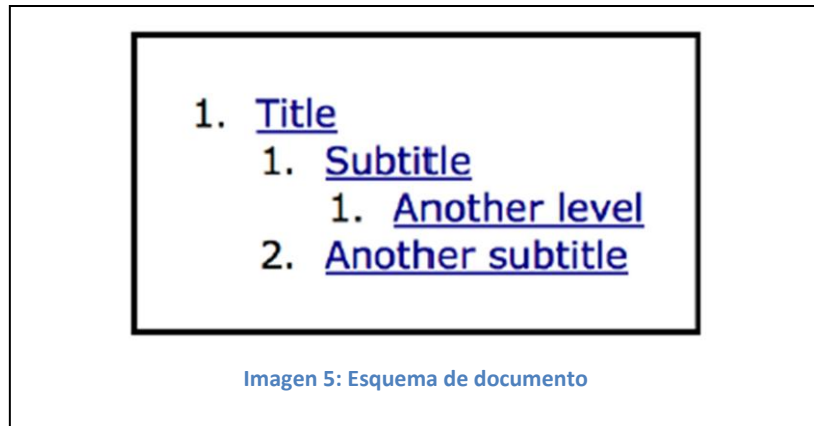 1. Title
1. Subtitle
1. Another level
2. Another subtitle
Imagen 5: Esquema de documento